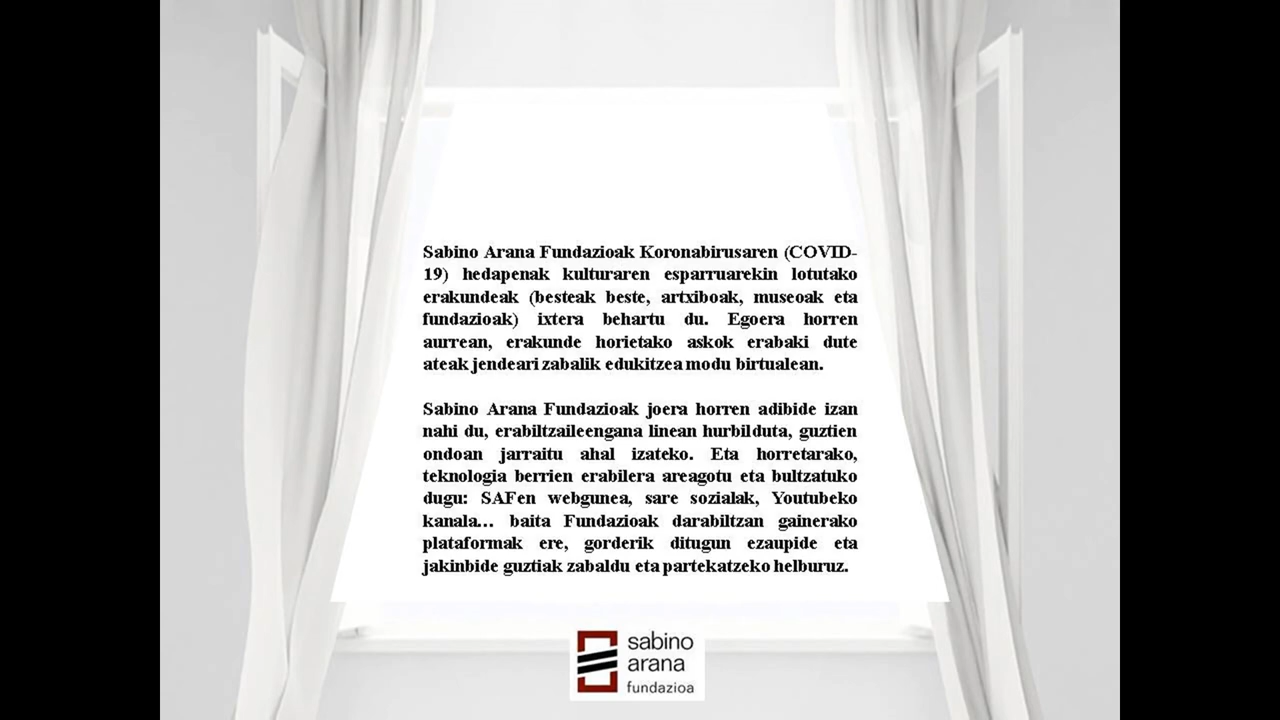 Sabino Arana Fundazioak Koronabirusaren (COVID-
19) hedapenak kulturaren esparruarekin lotutako
erakundeak (besteak beste, artxiboak, museoak eta
fundazioak) ixtera behartu du. Egoera horren
aurrean, erakunde horietako askok erabaki dute
ateak jendeari zabalik edukitzea modu birtualean.
Sabino Arana Fundazioak joera horren adibide izan
nahi du, erabiltzaileengana linean hurbilduta, guztien
ondoan jarraitu ahal izateko. Eta horretarako,
teknologia berrien erabilera areagotu eta bultzatuko
dugu: SAFen webgunea, sare sozialak, Youtubeko
kanala... baita Fundazioak darabiltzan gainerako
plataformak ere, gorderik ditugun ezaupide eta
jakinbide guztiak zabaldu eta partekatzeko helburuz.
sabino
arana
fundazioa